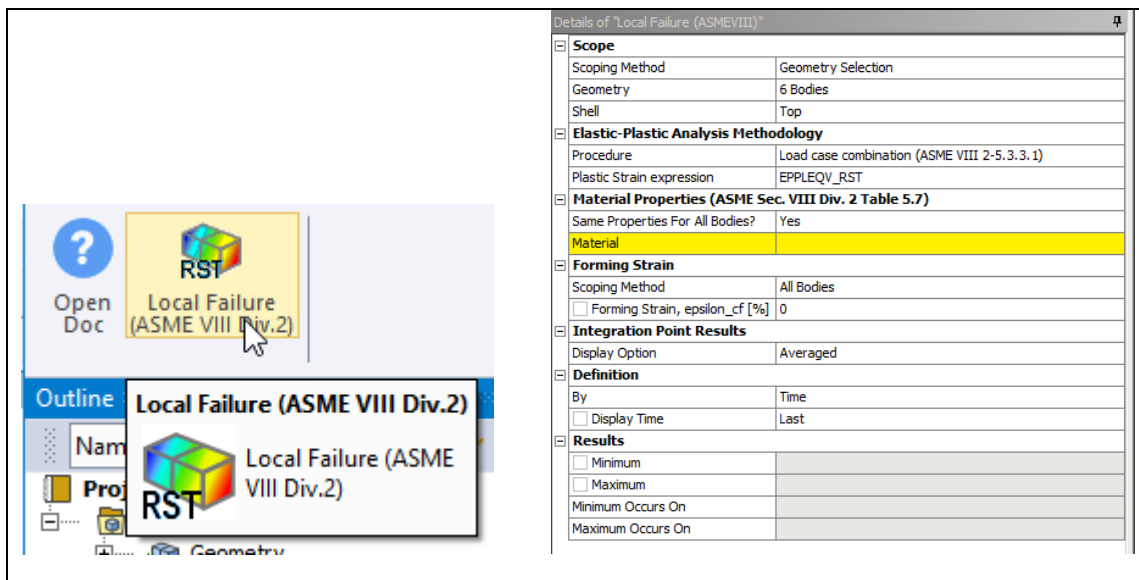 Open
Doc
RST
Local Failure
(ASME VIII Div.2)
Outline
Nam
Local Failure (ASME VIII Div.2)
RST
Local Failure (ASME
VIII Div.2)
Proj
Geometry
Details of "Local Failure (ASMEVIII)"
Scope
Scoping Method Geometry Selection
Geometry 6 Bodies
Shell Top
Elastic-Plastic Analysis Methodology
Procedure Load case combination (ASME VIII 2-5.3.3.1)
Plastic Strain expression EPPLEQV_RST
Material Properties (ASME Sec. VIII Div. 2 Table 5.7)
Same Properties For All Bodies? Yes
Material
Forming Strain
Scoping Method All Bodies
Forming Strain, epsilon_cf [%] 0
Integration Point Results
Display Option Averaged
Definition
By Time
Display Time Last
Results
Minimum
Maximum
Minimum Occurs On
Maximum Occurs On